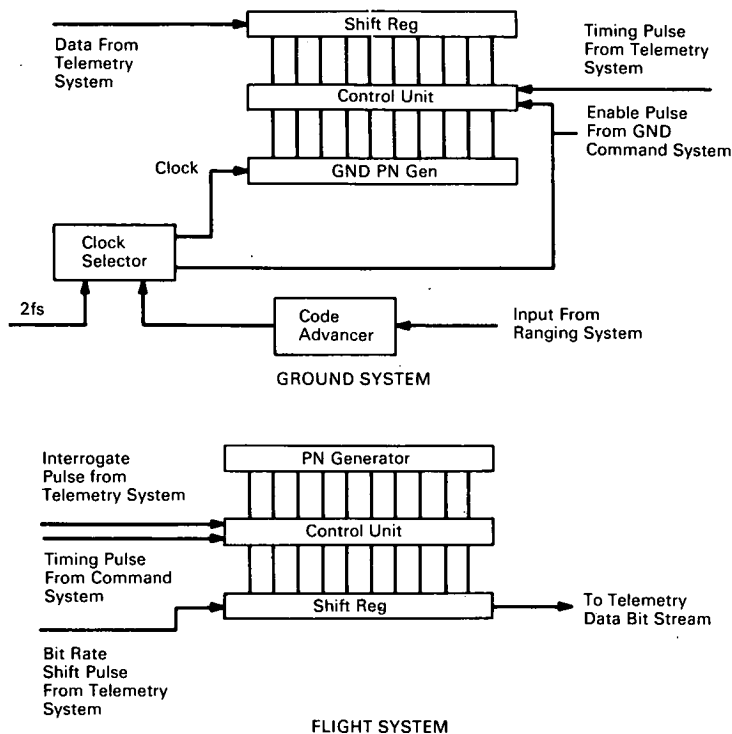 Shift Reg
Data From
Telemetry
System
Timing Pulse
From Telemetry
System
Control Unit
Enable Pulse
From GND
Command System
Clock
GND PN Gen
Clock
Selector
2fs
Code
Advancer
Input From
Ranging System
GROUND SYSTEM
Interrogate
Pulse from
Telemetry System
PN Generator
Control Unit
Timing Pulse
From Command
System
Shift Reg
To Telemetry
Data Bit Stream
Bit Rate
Shift Pulse
From Telemetry
System
FLIGHT SYSTEM